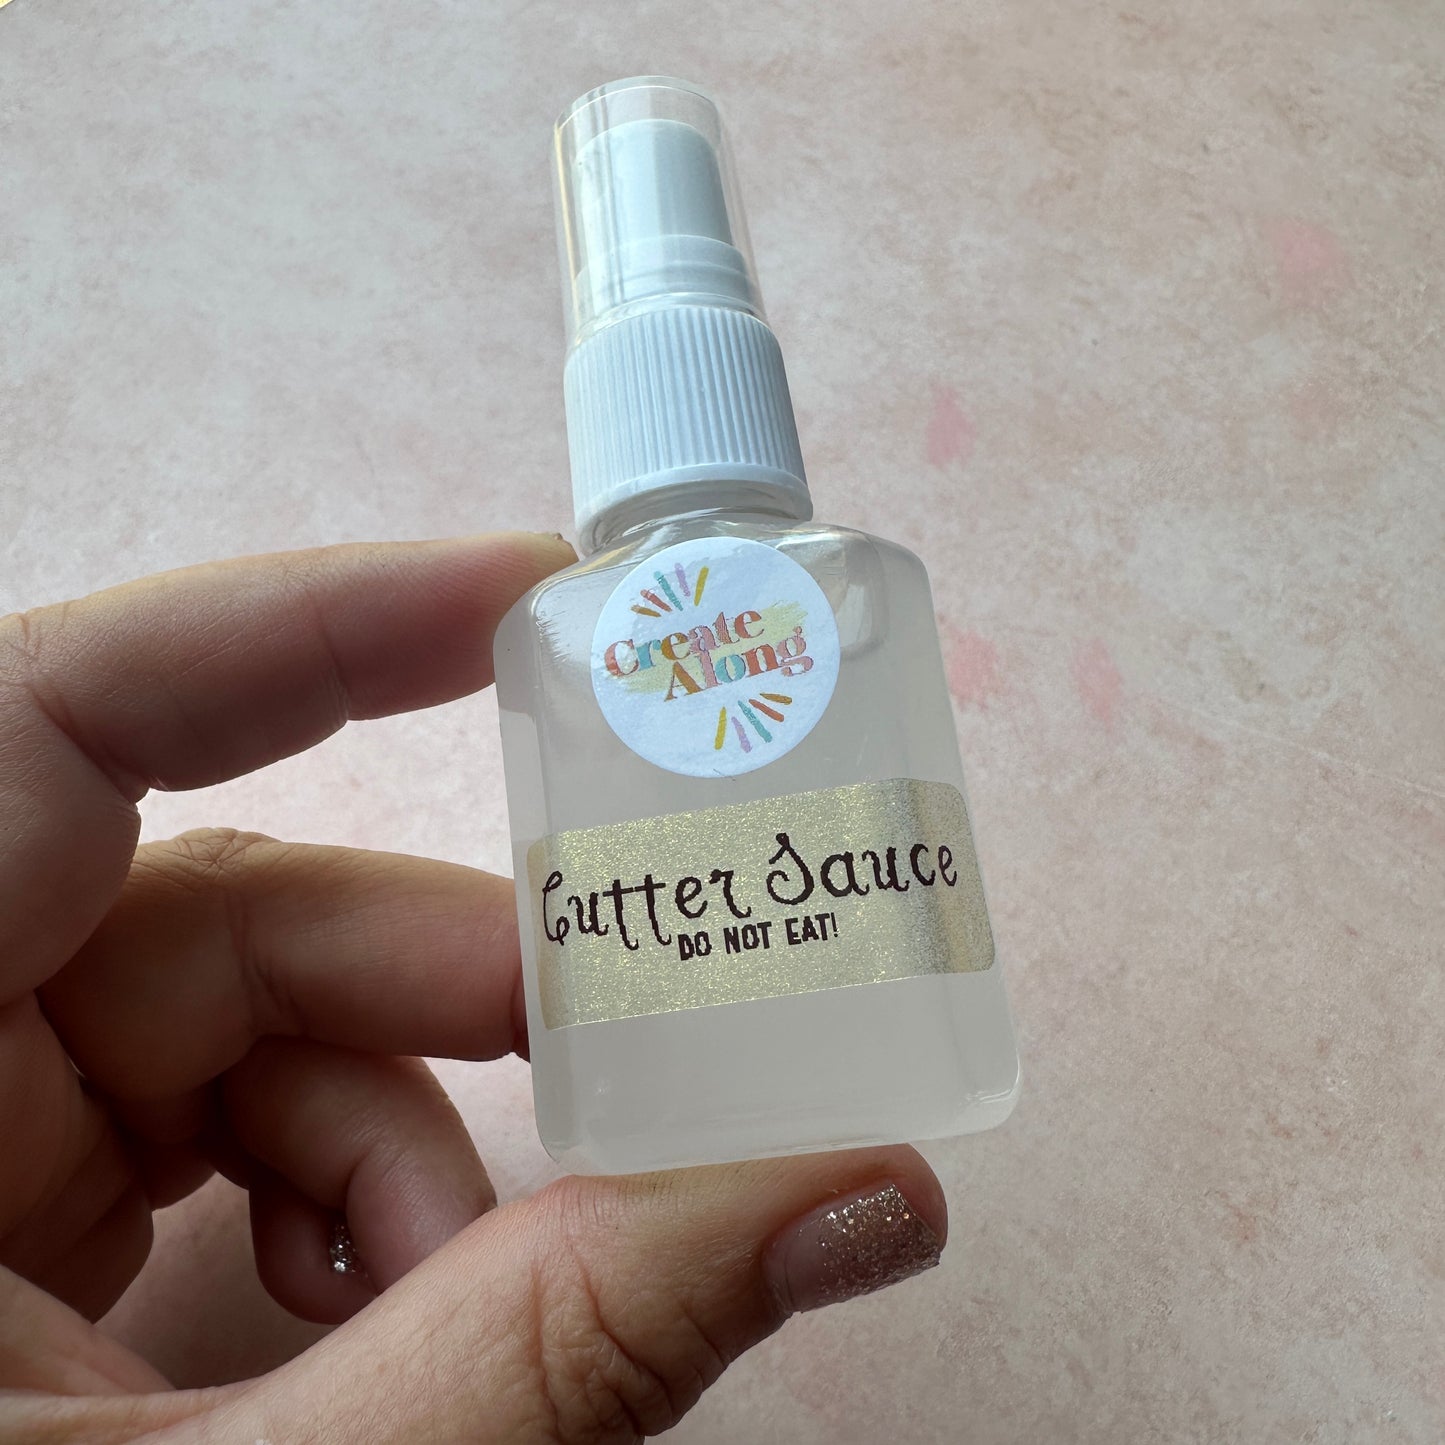 Create
Along
Cutter Sauce
DO NOT EAT!